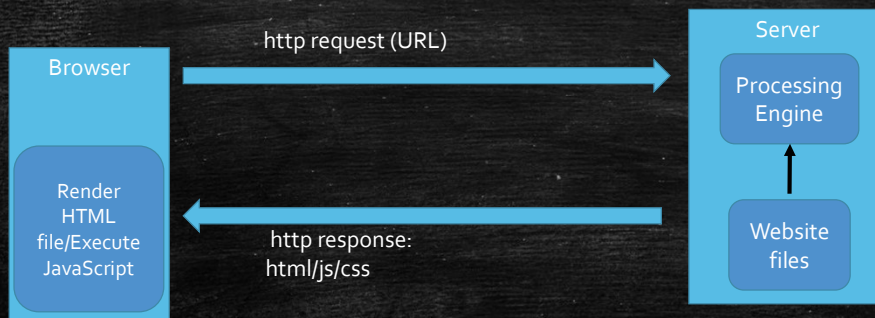 Browser
Render
HTML
file/Execute
JavaScript
http request (URL)
http response:
html/js/css
Server
Processing
Engine
Website
files